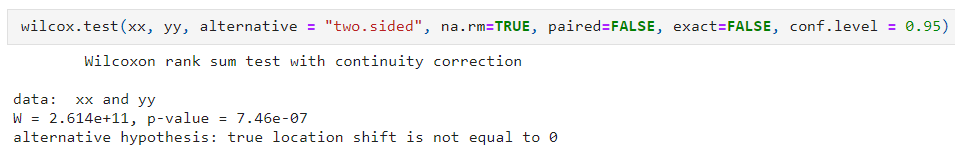 wilcox.test(xx, yy, alternative = "two.sided", na.rm=TRUE, paired=FALSE, exact=FALSE, conf.level = 0.95)
Wilcoxon rank sum test with continuity correction
data:  xx and yy
W = 2.614e+11, p-value = 7.46e-07
alternative hypothesis: true location shift is not equal to 0